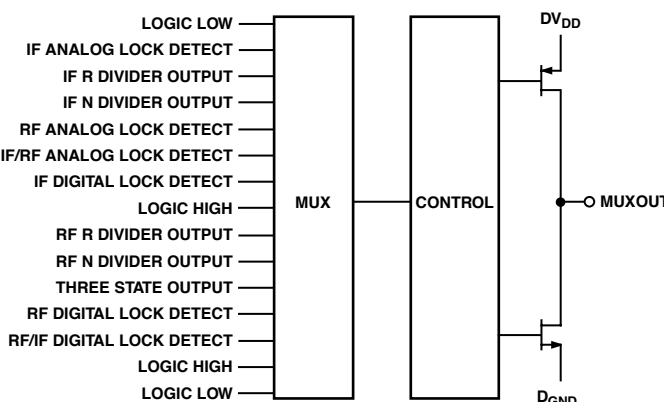 LOGIC LOW
IF ANALOG LOCK DETECT
IF R DIVIDER OUTPUT
IF N DIVIDER OUTPUT
RF ANALOG LOCK DETECT
IF/RF ANALOG LOCK DETECT
IF DIGITAL LOCK DETECT
LOGIC HIGH
RF R DIVIDER OUTPUT
RF N DIVIDER OUTPUT
THREE STATE OUTPUT
RF DIGITAL LOCK DETECT
RF/IF DIGITAL LOCK DETECT
LOGIC HIGH
LOGIC LOW
MUX
CONTROL
DVDD
MUXOUT
DGND